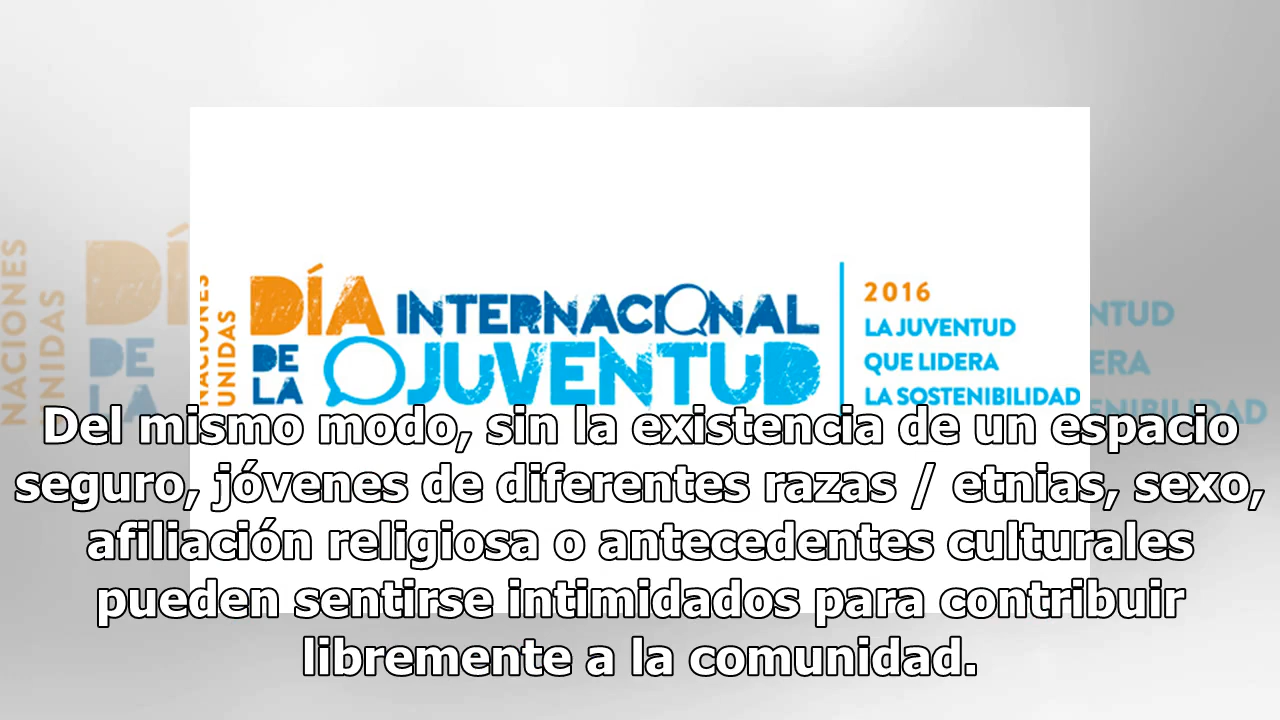 NACIONES
UNIDAS
DÍA INTERNACIONAL
DE LA JUVENTUD
2016
LA JUVENTUD
QUE LIDERA
LA SOSTENIBILIDAD
Del mismo modo, sin la existencia de un espacio
seguro, jóvenes de diferentes razas / etnias, sexo,
afiliación religiosa o antecedentes culturales
pueden sentirse intimidados para contribuir
libremente a la comunidad.